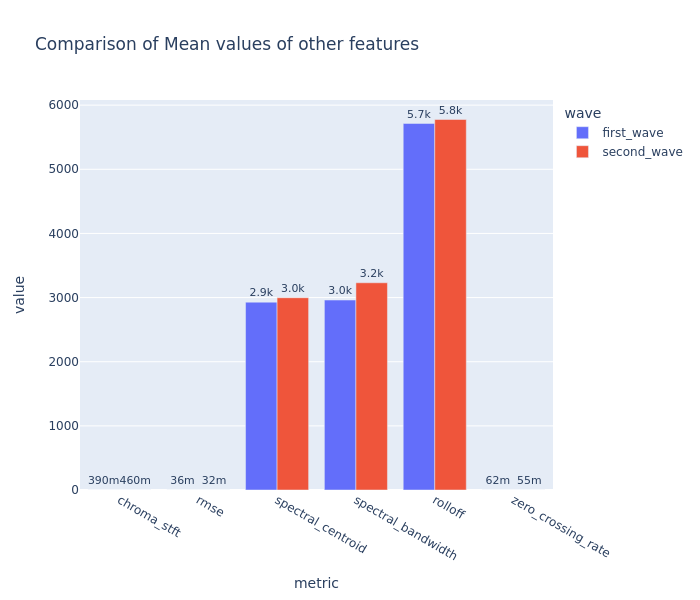 Comparison of Mean values of other features
wave
first_wave
second_wave
value
6000
5000
4000
3000
2000
1000
0
390m 460m
36m 32m
2.9k 3.0k
3.0k 3.2k
5.7k 5.8k
62m 55m
chroma_stft
rmse
spectral_centroid
spectral_bandwidth
rolloff
zero_crossing_rate
metric